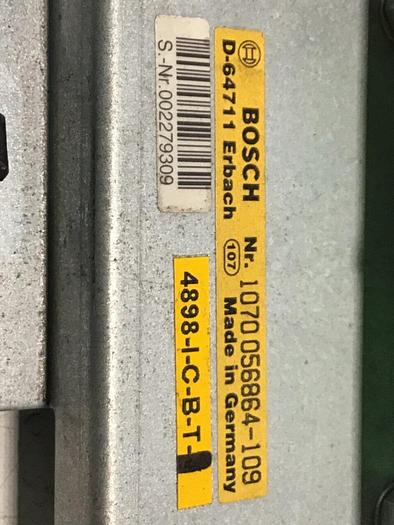 BOSCH Nr. 1070 056864-109
D-64711 Erbach 107 Made in Germany
S.-Nr.002279309
4898-I-C-B-T-